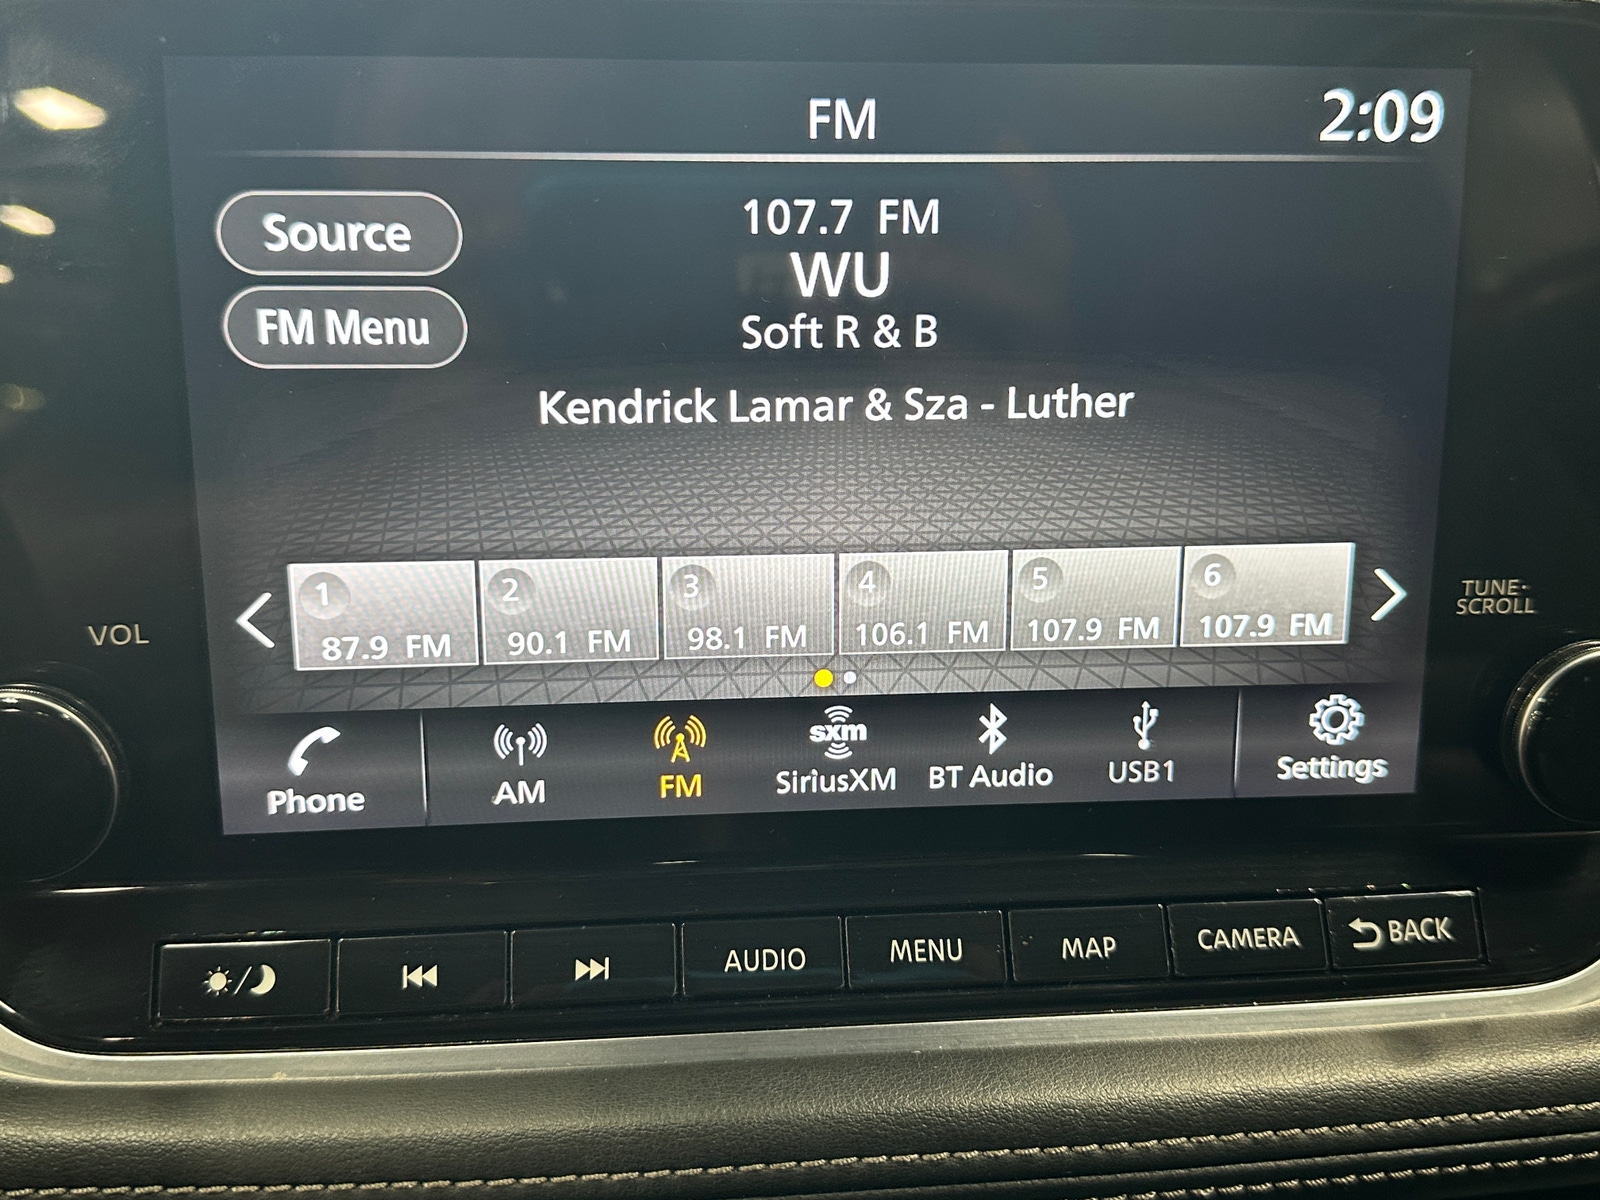 FM
2:09
Source
107.7 FM
WU
FM Menu
Soft R & B
Kendrick Lamar & Sza - Luther
1
87.9 FM
2
90.1 FM
3
98.1 FM
4
106.1 FM
5
107.9 FM
6
107.9 FM
VOL
TUNE·
SCROLL
Phone
AM
FM
sxm
SiriusXM
BT Audio
USB1
Settings
AUDIO
MENU
MAP
CAMERA
BACK